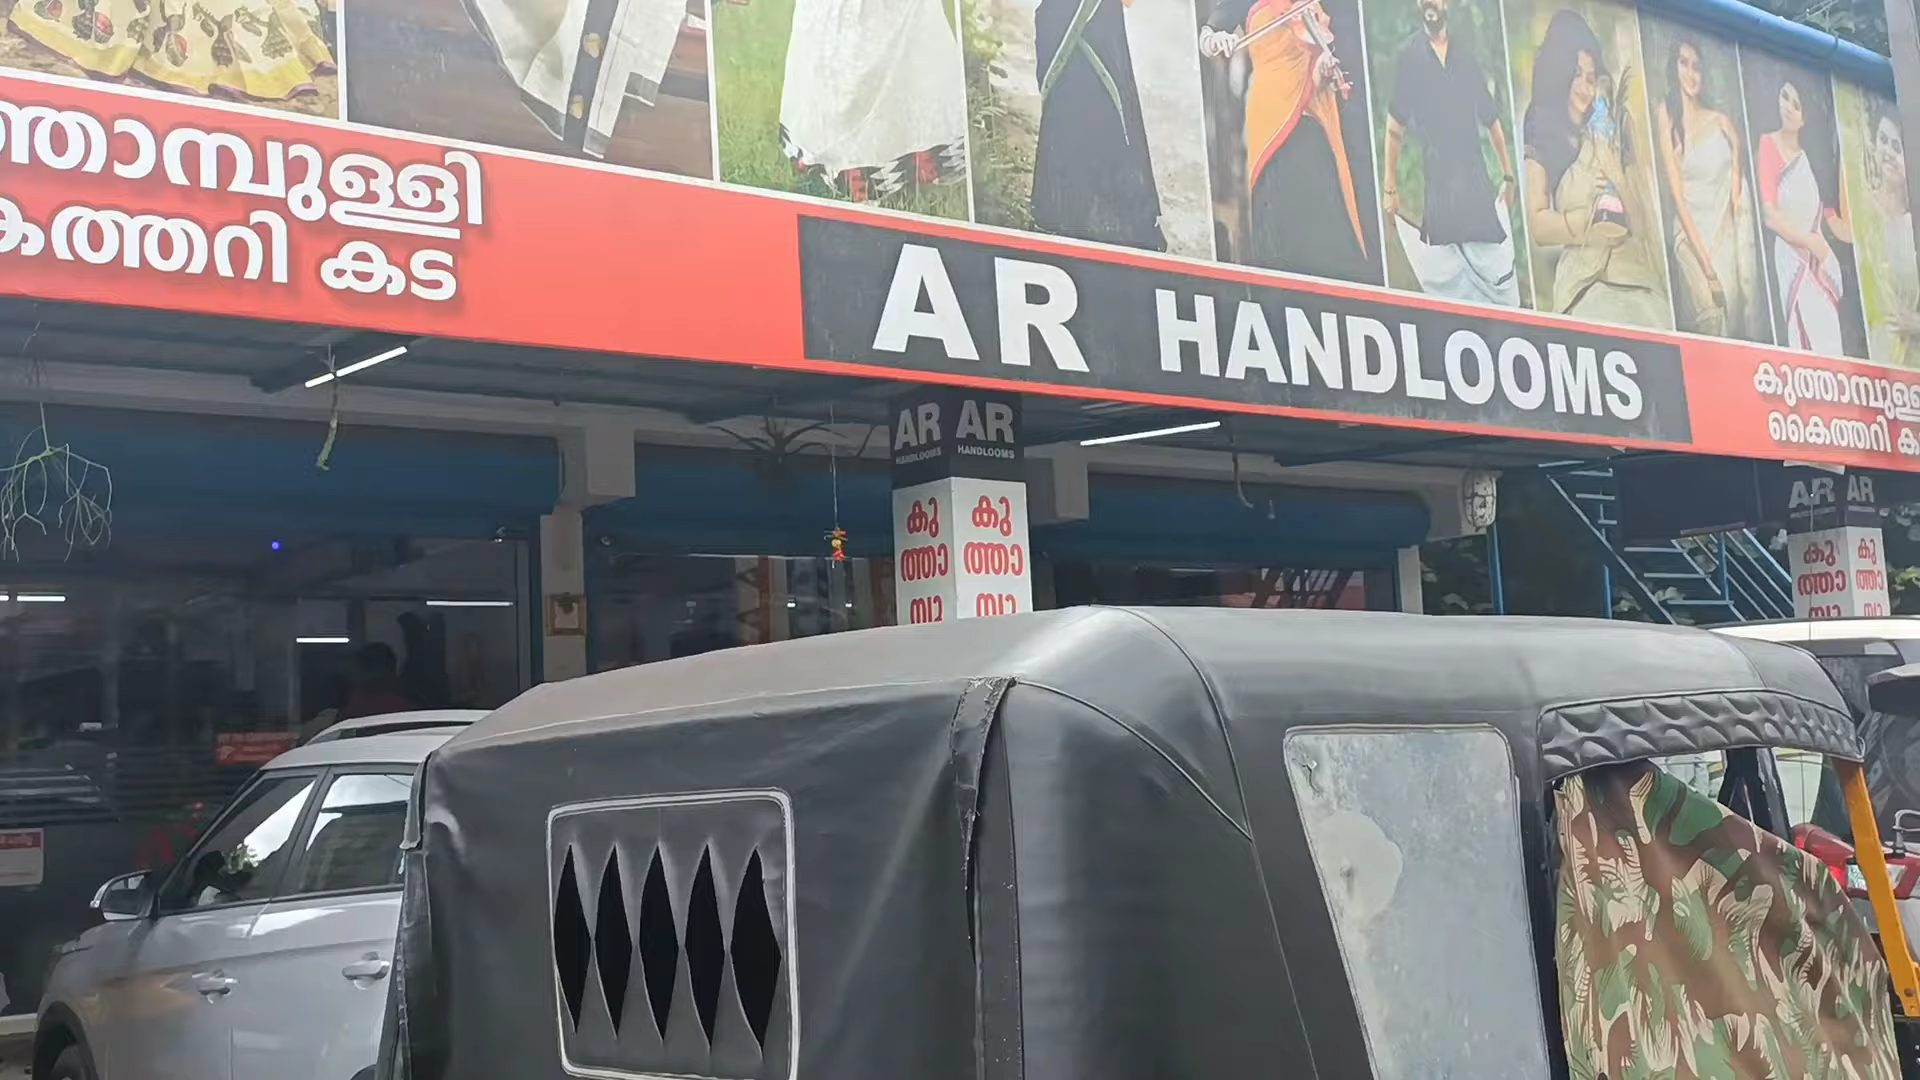 ത്താമ്പുള്ളി
കൈത്തറി കട
AR HANDLOOMS
കുത്താമ്പുള്ളി
കൈത്തറി ക
AR AR
HANDLOOMS HANDLOOMS
കു കു
ത്താ ത്താ
മ്പു മ്പു
AR AR
കു കു
ത്താ ത്താ
മ്പു മ്പു